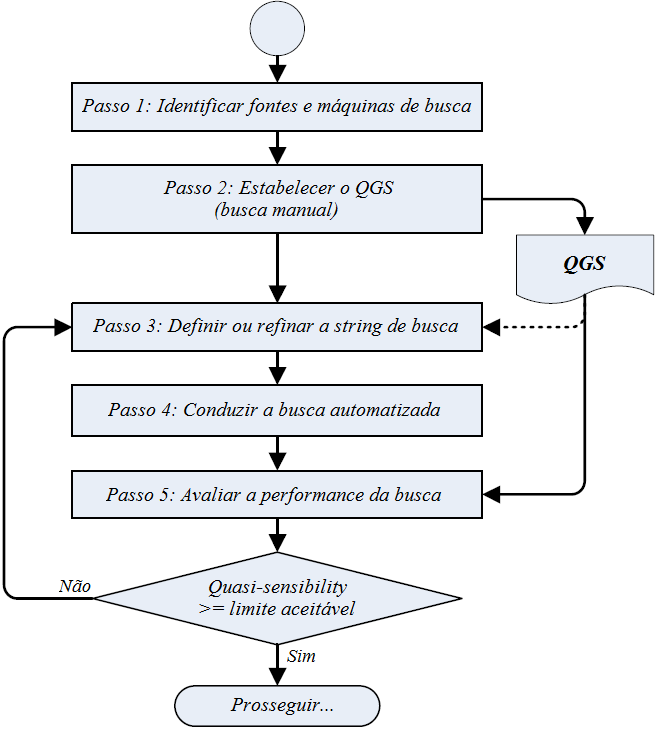 Passo 1: Identificar fontes e máquinas de busca
Passo 2: Estabelecer o QGS
(busca manual)
QGS
Passo 3: Definir ou refinar a string de busca
Passo 4: Conduzir a busca automatizada
Passo 5: Avaliar a performance da busca
Não
Quasi-sensibility
>= limite aceitável
Sim
Prosseguir...